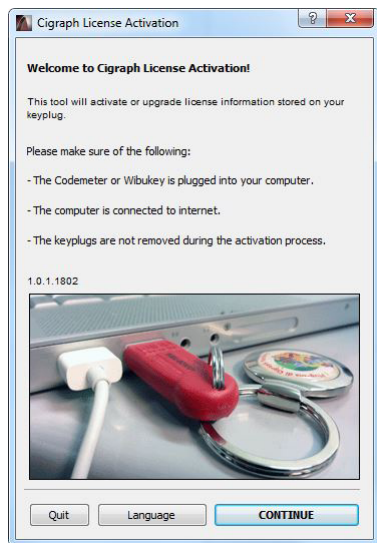 Cigraph License Activation
Welcome to Cigraph License Activation!
This tool will activate or upgrade license information stored on your
keyplug.
Please make sure of the following:
- The Codemeter or Wibukey is plugged into your computer.
- The computer is connected to internet.
- The keyplugs are not removed during the activation process.
1.0.1.1802
Quit
Language
CONTINUE